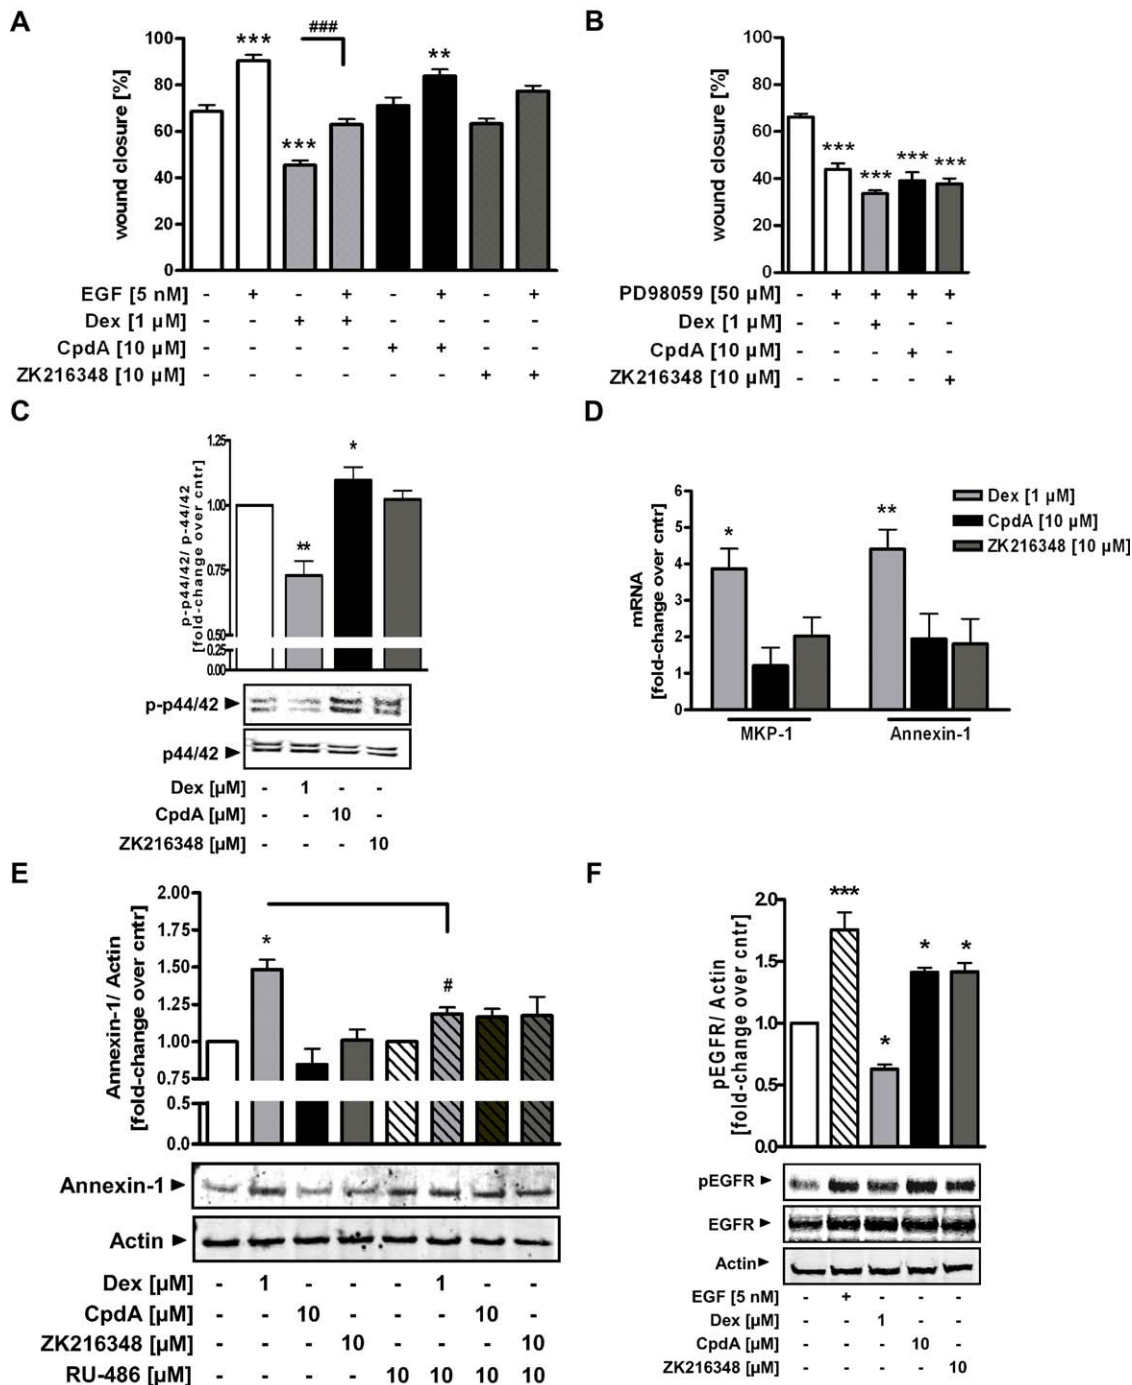 A
###
***
***
**
100
80
60
40
20
0
wound closure [%]
EGF [5 nM] - + - + - + - +
Dex [1 µM] - - + + - - - -
CpdA [10 µM] - - - - + + - -
ZK216348 [10 µM] - - - - - - + +
B
100
80
60
40
20
0
wound closure [%]
*** *** *** ***
PD98059 [50 µM] - + + + +
Dex [1 µM] - - + - -
CpdA [10 µM] - - - + -
ZK216348 [10 µM] - - - - +
C
1.25
1.00
0.75
0.50
0.25
0.00
p-p44/42/ p-44/42
[fold-change over cntr]
**
*
p-p44/42
p44/42
Dex [µM] - 1 - -
CpdA [µM] - - 10 -
ZK216348 [µM] - - - 10
D
6
5
4
3
2
1
0
mRNA
[fold-change over cntr]
*
**
Dex [1 µM]
CpdA [10 µM]
ZK216348 [10 µM]
MKP-1 Annexin-1
E
2.00
1.75
1.50
1.25
1.00
0.75
0.5
0.0
Annexin-1/ Actin
[fold-change over cntr]
*
#
Annexin-1
Actin
Dex [µM] - 1 - - - 1 - -
CpdA [µM] - - 10 - - - 10 -
ZK216348 [µM] - - - 10 - - - 10
RU-486 [µM] - - - - 10 10 10 10
F
2.0
1.5
1.0
0.5
0.0
pEGFR/ Actin
[fold-change over cntr]
***
*
*
*
pEGFR
EGFR
Actin
EGF [5 nM] - + - - -
Dex [µM] - - 1 - -
CpdA [µM] - - - 10 -
ZK216348 [µM] - - - - 10